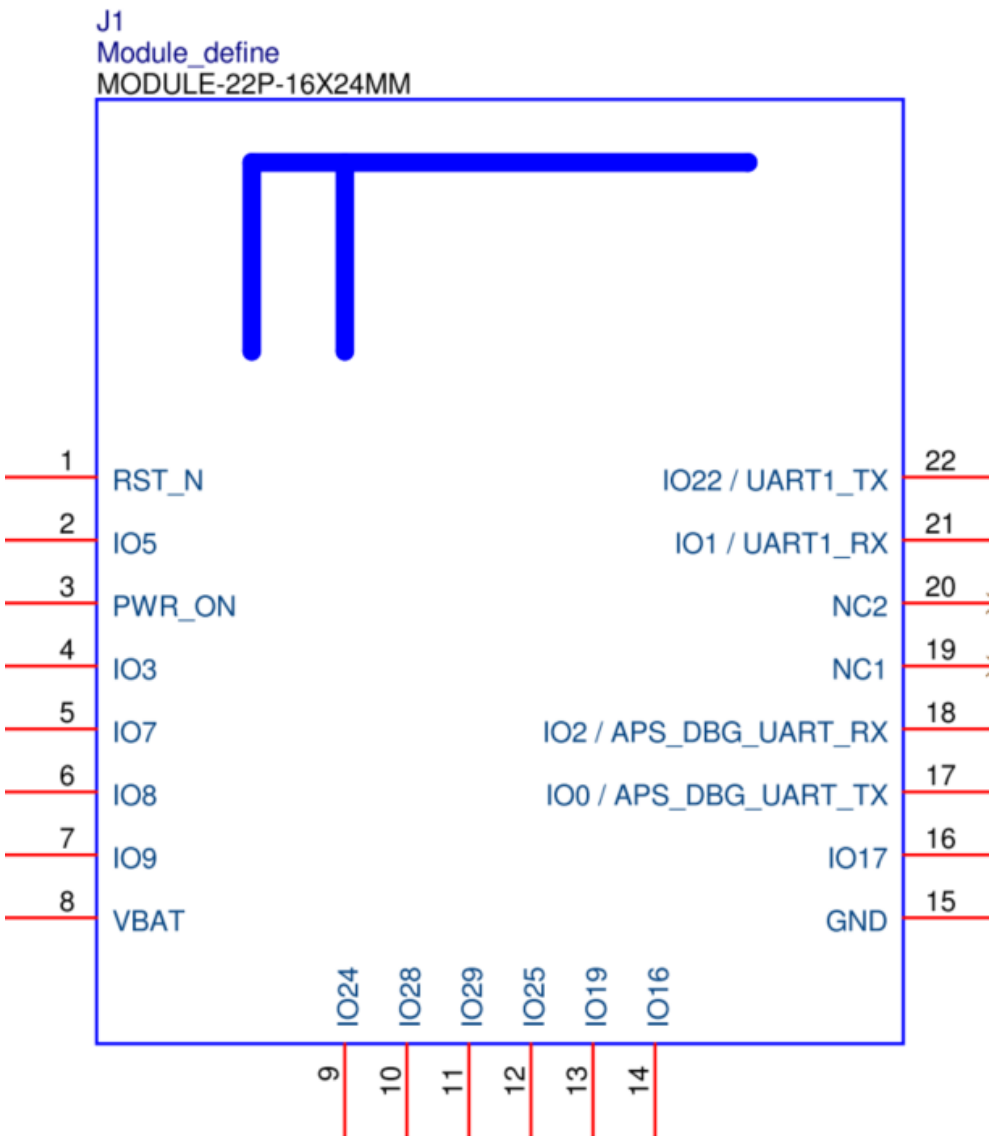 J1
Module_define
MODULE-22P-16X24MM
1 RST_N IO22 / UART1_TX 22
2 IO5 IO1 / UART1_RX 21
3 PWR_ON NC2 20
4 IO3 NC1 19
5 IO7 IO2 / APS_DBG_UART_RX 18
6 IO8 IO0 / APS_DBG_UART_TX 17
7 IO9 IO17 16
8 VBAT GND 15
IO24 IO28 IO29 IO25 IO19 IO16
9 10 11 12 13 14